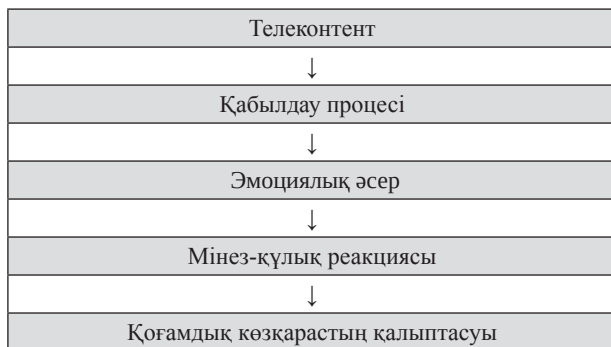 Телеконтент
↓
Қабылдау процесі
↓
Эмоциялық әсер
↓
Мінез-құлық реакциясы
↓
Қоғамдық көзқарастың қалыптасуы